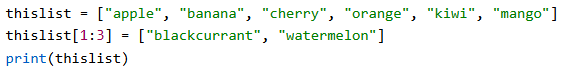 thislist = ["apple", "banana", "cherry", "orange", "kiwi", "mango"]
thislist[1:3] = ["blackcurrant", "watermelon"]
print(thislist)